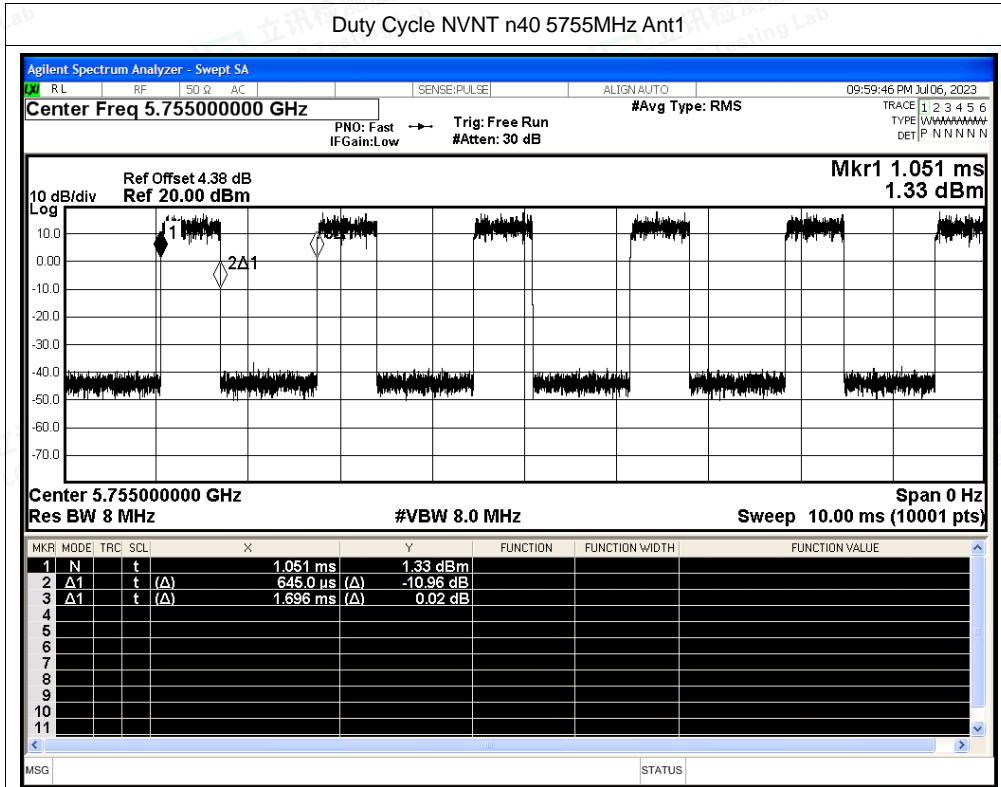 Duty Cycle NVNT n40 5755MHz Ant1
Agilent Spectrum Analyzer - Swept SA
LXI RL RF 50 Ω AC SENSE:PULSE ALIGN AUTO 09:59:46 PM Jul 06, 2023
Center Freq 5.755000000 GHz #Avg Type: RMS TRACE 1 2 3 4 5 6
PNO: Fast Trig: Free Run TYPE
IFGain:Low #Atten: 30 dB DET P N N N N N
Mkr1 1.051 ms
Ref Offset 4.38 dB
10 dB/div Ref 20.00 dBm 1.33 dBm
Log
10.0
1
0.00
2Δ1
-10.0
-20.0
-30.0
-40.0
-50.0
-60.0
-70.0
Center 5.755000000 GHz Span 0 Hz
Res BW 8 MHz #VBW 8.0 MHz Sweep 10.00 ms (10001 pts)
MKR MODE TRC SCL X Y FUNCTION FUNCTION WIDTH FUNCTION VALUE
1 N t 1.051 ms 1.33 dBm
2 Δ1 t (Δ) 645.0 µs (Δ) -10.96 dB
3 Δ1 t (Δ) 1.696 ms (Δ) 0.02 dB
4
5
6
7
8
9
10
11
MSG STATUS